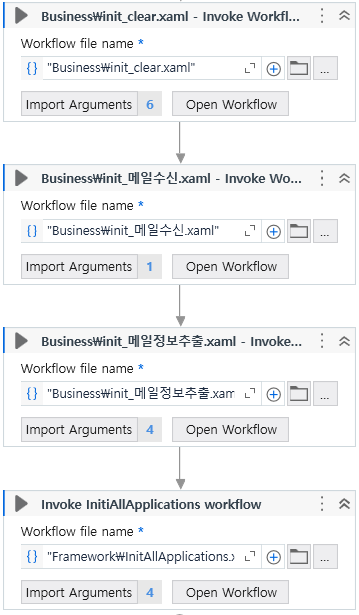 Business₩init_clear.xaml - Invoke Workfl...
Workflow file name *
{ } "Business₩init_clear.xaml" ...
Import Arguments 6 Open Workflow
Business₩init_메일수신.xaml - Invoke Wo...
Workflow file name *
{ } "Business₩init_메일수신.xaml" ...
Import Arguments 1 Open Workflow
Business₩init_메일정보추출.xaml - Invoke...
Workflow file name *
{ } "Business₩init_메일정보추출.xam ...
Import Arguments 4 Open Workflow
Invoke InitiAllApplications workflow
Workflow file name *
{ } "Framework₩InitAllApplications.x ...
Import Arguments 4 Open Workflow